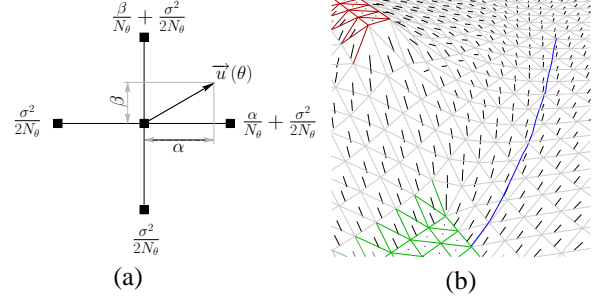 β/N_θ + σ²/2N_θ
u⃗(θ)
β
σ²/2N_θ
α/N_θ + σ²/2N_θ
α
σ²/2N_θ
(a) (b)